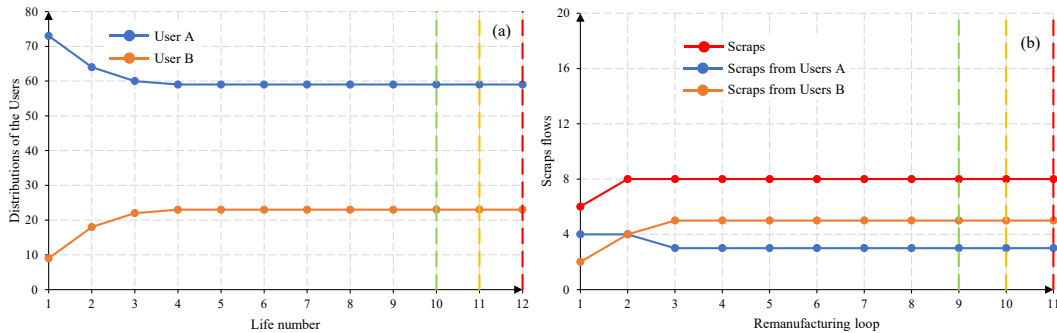 80
70
60
50
40
30
20
10
0
Distributions of the Users
User A
User B
(a)
1 2 3 4 5 6 7 8 9 10 11 12
Life number
20
16
12
8
4
0
Scraps flows
Scraps
Scraps from Users A
Scraps from Users B
(b)
1 2 3 4 5 6 7 8 9 10 11
Remanufacturing loop